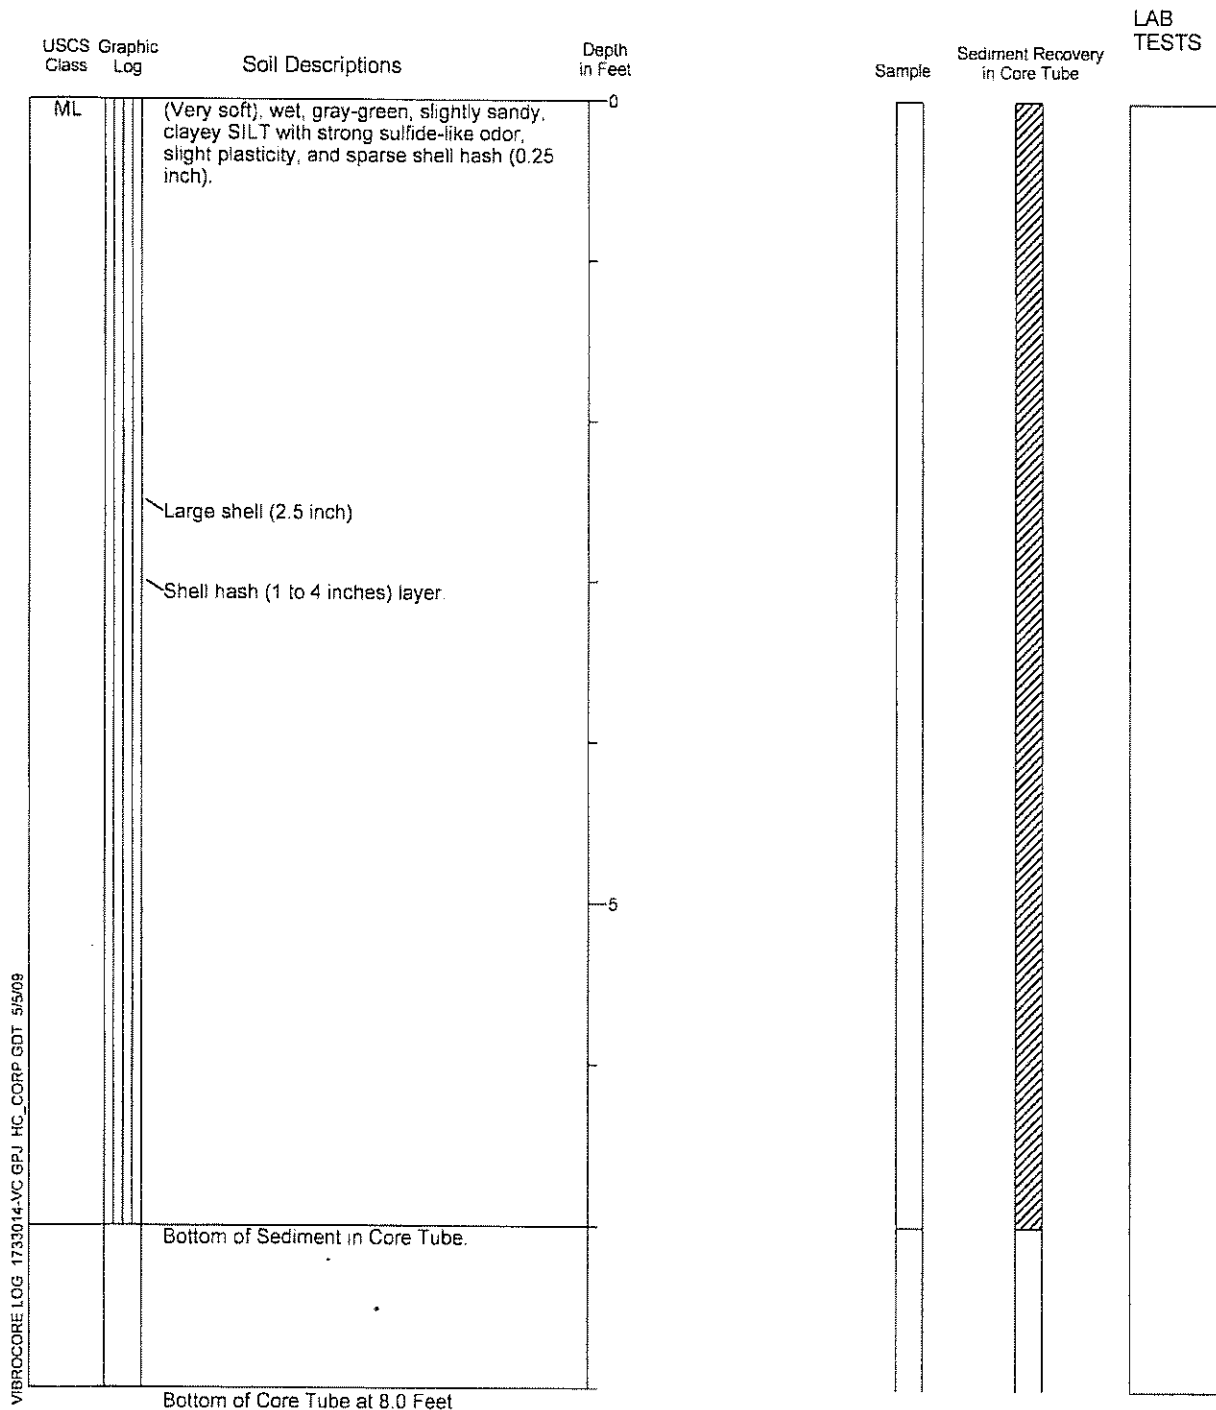 LAB
TESTS
USCS Graphic
Class Log
Soil Descriptions
Depth
in Feet
Sample
Sediment Recovery
in Core Tube
ML
(Very soft), wet, gray-green, slightly sandy,
clayey SILT with strong sulfide-like odor,
slight plasticity, and sparse shell hash (0.25
inch).
0
Large shell (2.5 inch)
Shell hash (1 to 4 inches) layer.
5
Bottom of Sediment in Core Tube.
Bottom of Core Tube at 8.0 Feet
VIBROCORE LOG 1733014-VC GPJ HC_CORP GDT 5/5/09